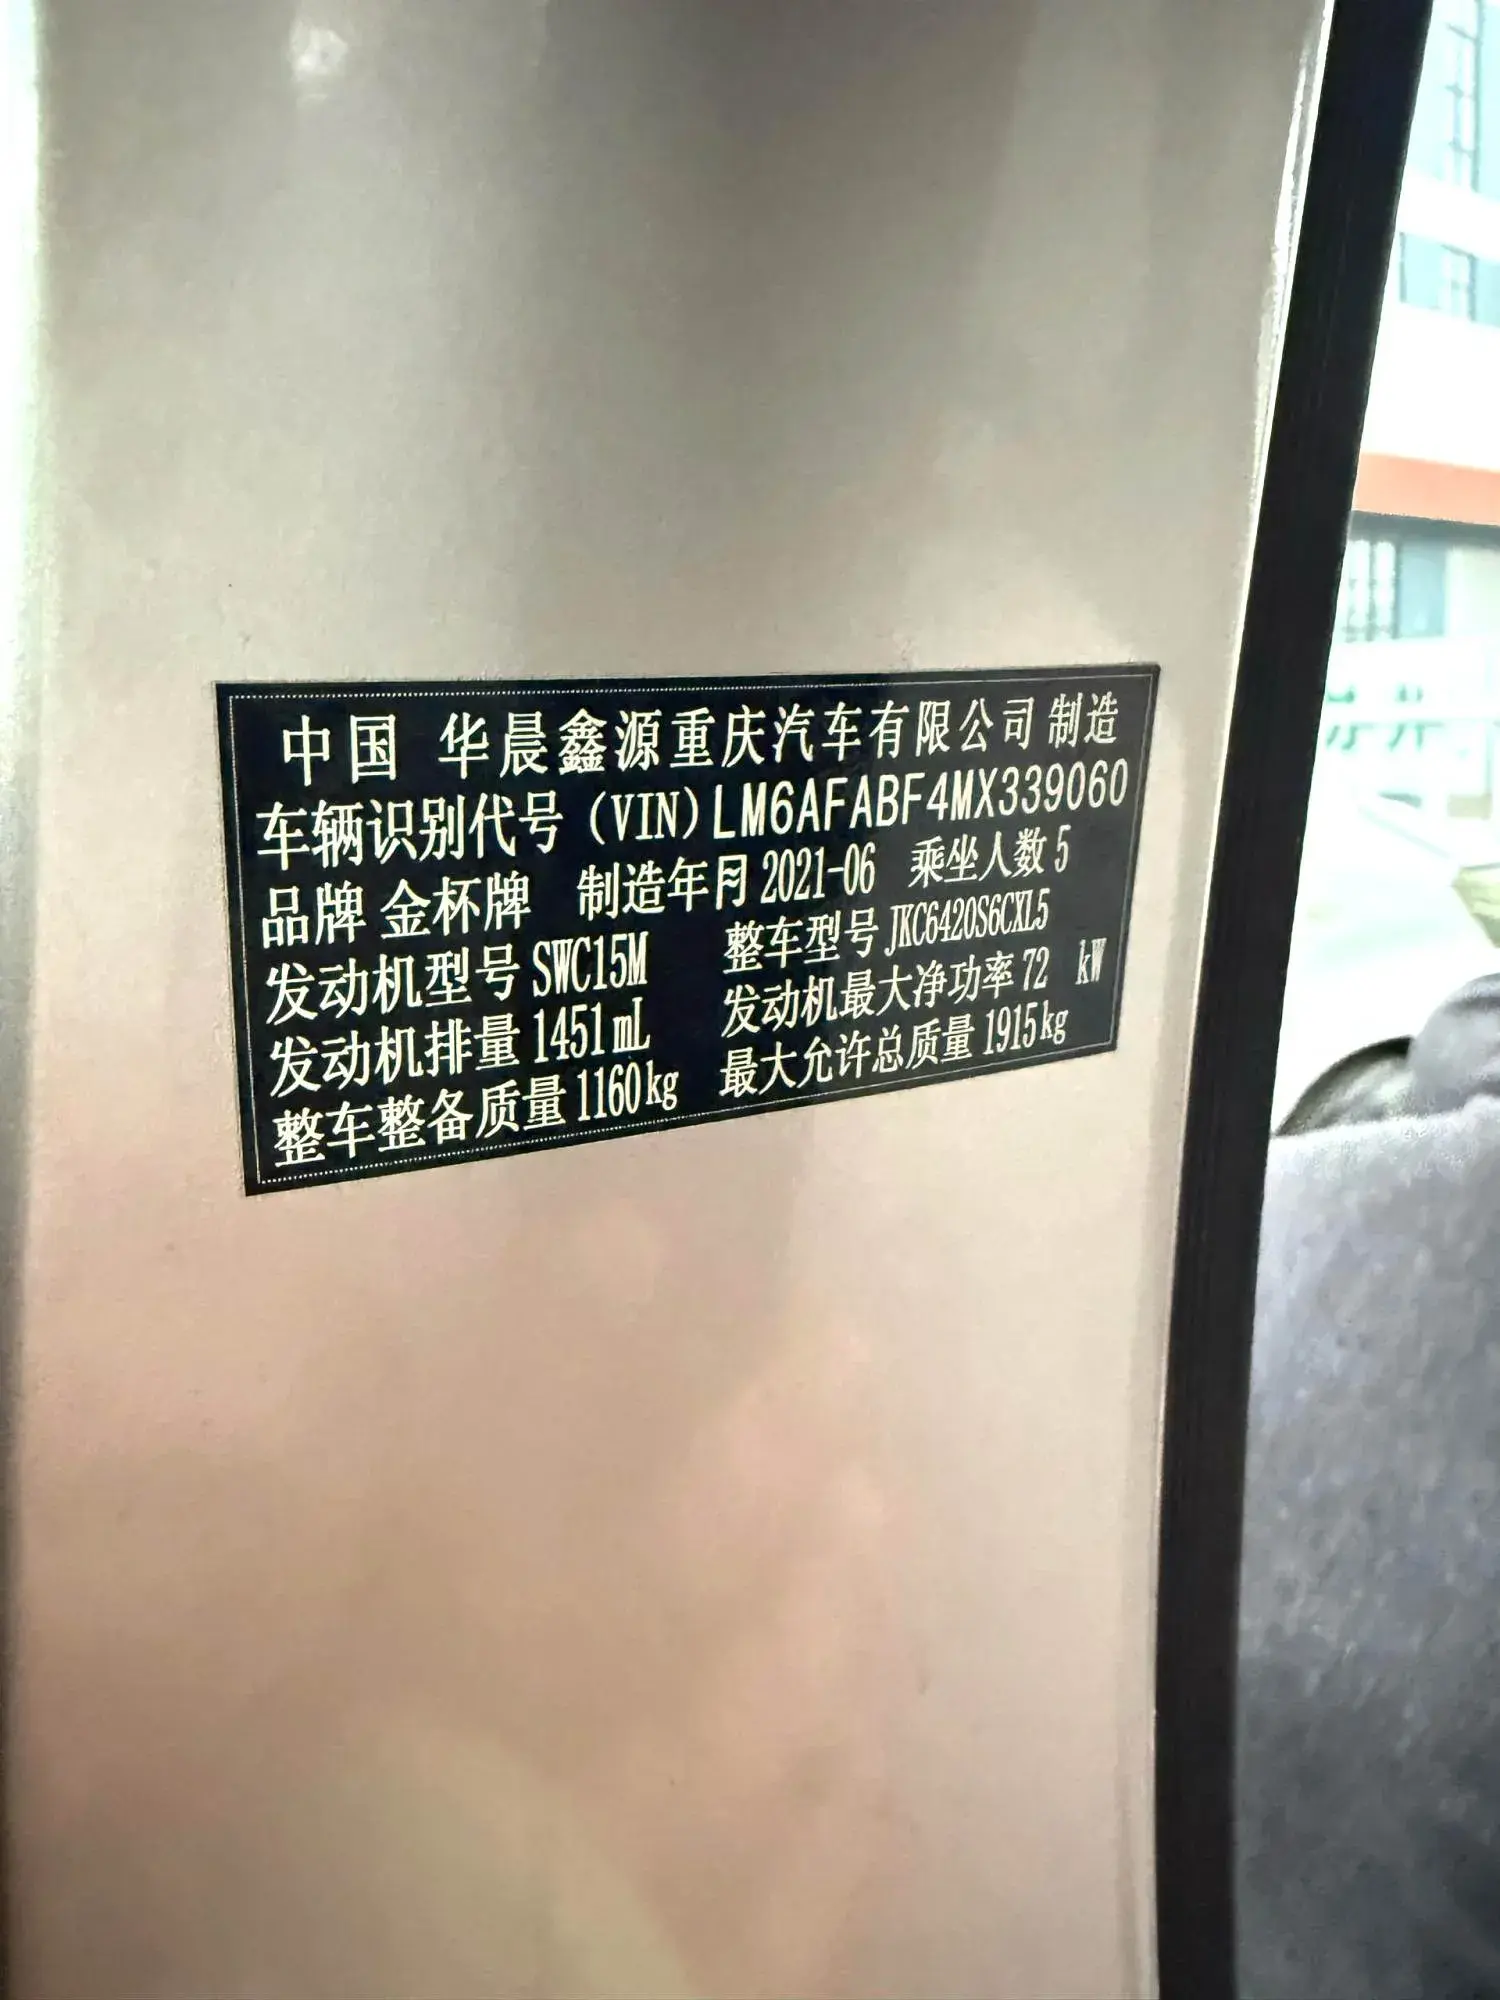 中国 华晨鑫源重庆汽车有限公司 制造
车辆识别代号（VIN）LM6AFABF4MX339060
品牌 金杯牌 制造年月 2021-06 乘坐人数 5
发动机型号 SWC15M 整车型号 JKC6420S6CXL5
发动机排量 1451mL 发动机最大净功率 72 kW
整车整备质量 1160kg 最大允许总质量 1915kg